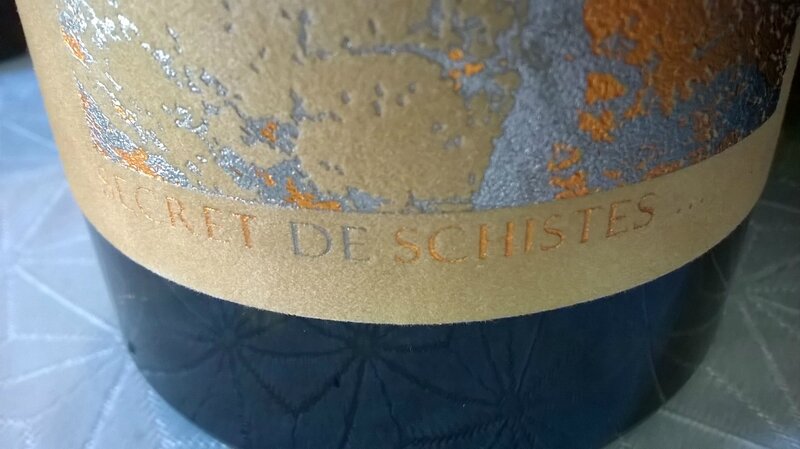 SECRET DE SCHISTES ...